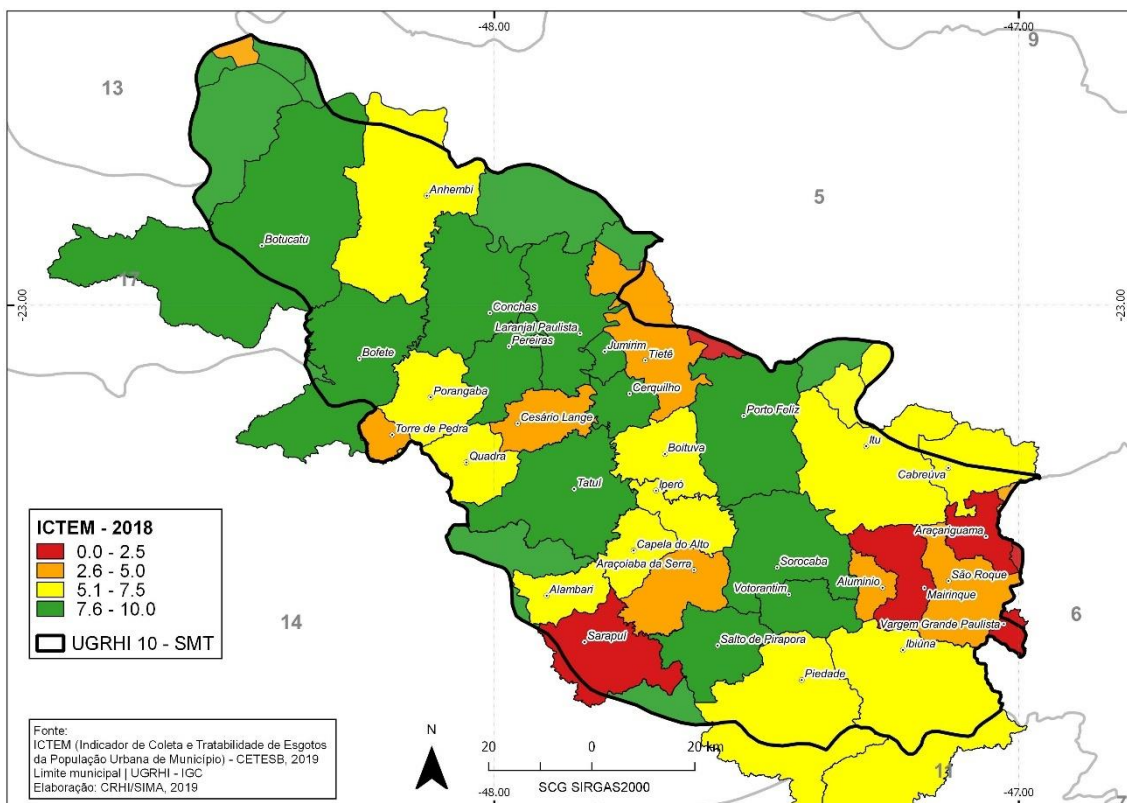 -48.00
-47.00
9
13
5
Anhembi
Botucatu
17
-23.00
-23.00
Conchas
Laranjal Paulista
Pereiras
Jumirim
Tietê
Bofete
Cerquilho
Porangaba
Porto Feliz
Cesário Lange
Torre de Pedra
Itu
Boituva
Quadra
Cabreúva
Tatuí
Iperó
ICTEM - 2018
0.0 - 2.5
2.6 - 5.0
5.1 - 7.5
7.6 - 10.0
UGRHI 10 - SMT
Araçariguama
Capela do Alto
Araçoiaba da Serra
Sorocaba
São Roque
Alumínio
Alambari
Votorantim
Mairinque
14
6
Vargem Grande Paulista
Sarapuí
Salto de Pirapora
Ibiúna
Piedade
Fonte:
ICTEM (Indicador de Coleta e Tratabilidade de Esgotos
da População Urbana de Município) - CETESB, 2019
Limite municipal | UGRHI - IGC
Elaboração: CRHI/SIMA, 2019
N
20 0 20 km
SCG SIRGAS2000
11
-48.00
-47.00
7